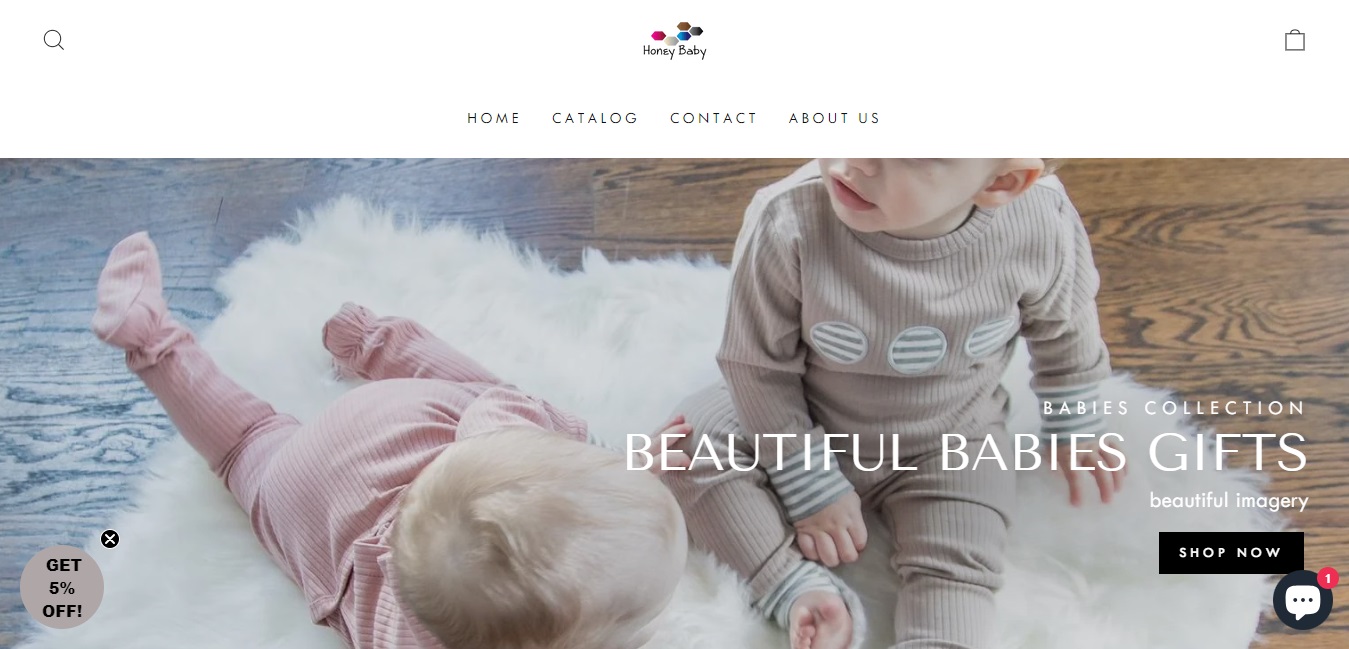 Honey Baby
HOME CATALOG CONTACT ABOUT US
BABIES COLLECTION
BEAUTIFUL BABIES GIFTS
beautiful imagery
SHOP NOW
GET
5%
OFF!
1